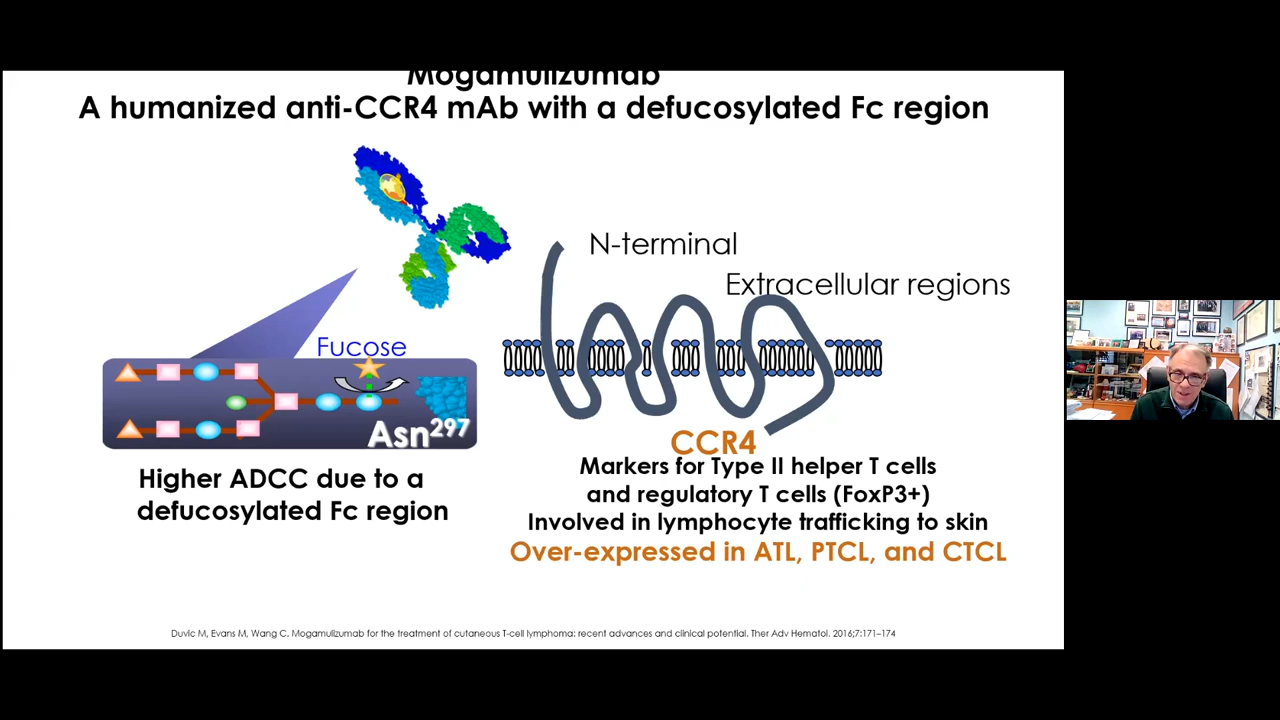 Mogamulizumab
A humanized anti-CCR4 mAb with a defucosylated Fc region
N-terminal
Extracellular regions
Fucose
Asn297
CCR4
Higher ADCC due to a
defucosylated Fc region
Markers for Type II helper T cells
and regulatory T cells (FoxP3+)
Involved in lymphocyte trafficking to skin
Over-expressed in ATL, PTCL, and CTCL
Duvic M, Evans M, Wang C. Mogamulizumab for the treatment of cutaneous T-cell lymphoma: recent advances and clinical potential. Ther Adv Hematol. 2016;7:171–174